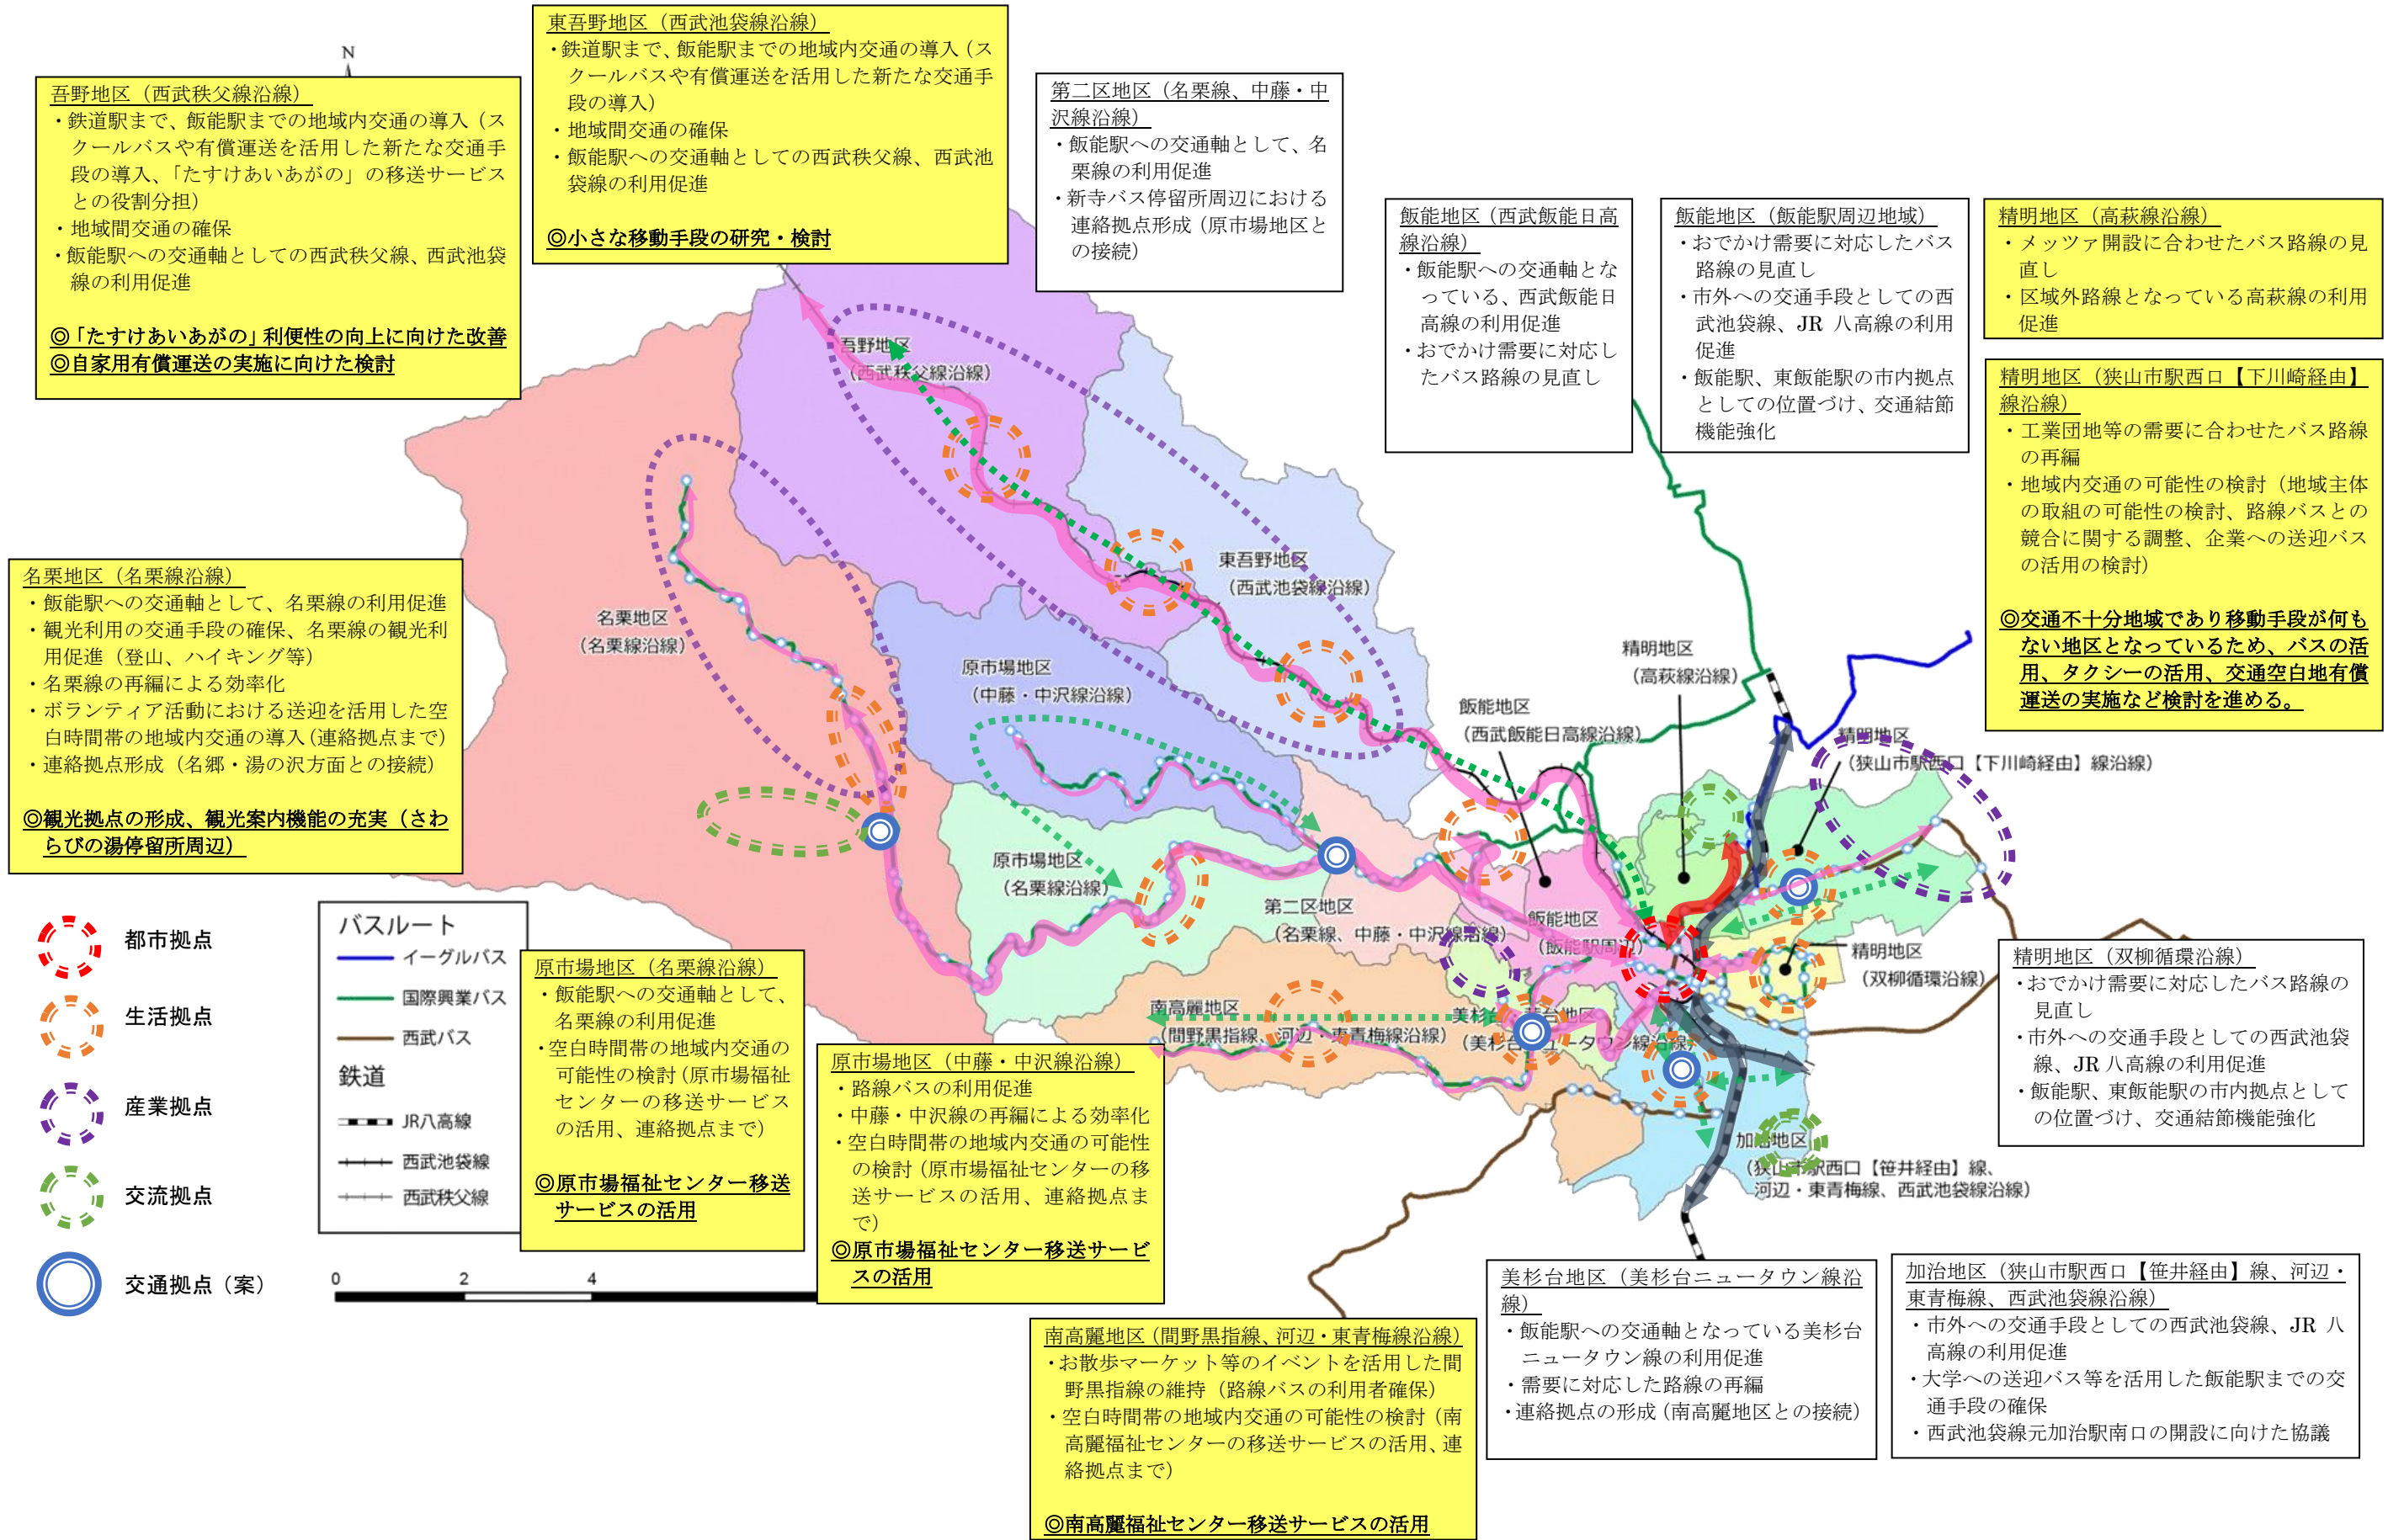 東吾野地区（西武池袋線沿線）
・鉄道駅まで、飯能駅までの地域内交通の導入（ス
クールバスや有償運送を活用した新たな交通手
段の導入）
・地域間交通の確保
・飯能駅への交通軸としての西武秩父線、西武池
袋線の利用促進
◎小さな移動手段の研究・検討
N
吾野地区（西武秩父線沿線）
・鉄道駅まで、飯能駅までの地域内交通の導入（ス
クールバスや有償運送を活用した新たな交通手
段の導入、「たすけあいあがの」の移送サービス
との役割分担）
・地域間交通の確保
・飯能駅への交通軸としての西武秩父線、西武池袋
線の利用促進
◎「たすけあいあがの」利便性の向上に向けた改善
◎自家用有償運送の実施に向けた検討
第二区地区（名栗線、中藤・中
沢線沿線）
・飯能駅への交通軸として、名
栗線の利用促進
・新寺バス停留所周辺における
連絡拠点形成（原市場地区と
の接続）
飯能地区（西武飯能日高
線沿線）
・飯能駅への交通軸とな
っている、西武飯能日
高線の利用促進
・おでかけ需要に対応し
たバス路線の見直し
飯能地区（飯能駅周辺地域）
・おでかけ需要に対応したバス
路線の見直し
・市外への交通手段としての西
武池袋線、JR 八高線の利用
促進
・飯能駅、東飯能駅の市内拠点
としての位置づけ、交通結節
機能強化
精明地区（高萩線沿線）
・メッツァ開設に合わせたバス路線の見
直し
・区域外路線となっている高萩線の利用
促進
精明地区（狭山市駅西口【下川崎経由】
線沿線）
・工業団地等の需要に合わせたバス路線
の再編
・地域内交通の可能性の検討（地域主体
の取組の可能性の検討、路線バスとの
競合に関する調整、企業への送迎バス
の活用の検討）
◎交通不十分地域であり移動手段が何も
ない地区となっているため、バスの活
用、タクシーの活用、交通空白地有償
運送の実施など検討を進める。
名栗地区（名栗線沿線）
・飯能駅への交通軸として、名栗線の利用促進
・観光利用の交通手段の確保、名栗線の観光利
用促進（登山、ハイキング等）
・名栗線の再編による効率化
・ボランティア活動における送迎を活用した空
白時間帯の地域内交通の導入（連絡拠点まで）
・連絡拠点形成（名郷・湯の沢方面との接続）
◎観光拠点の形成、観光案内機能の充実（さわ
らびの湯停留所周辺）
吾野地区
（西武秩父線沿線）
東吾野地区
（西武池袋線沿線）
名栗地区
（名栗線沿線）
原市場地区
（中藤・中沢線沿線）
精明地区
（高萩線沿線）
飯能地区
（西武飯能日高線沿線）
精明地区
（狭山市駅西口【下川崎経由】線沿線）
原市場地区
（名栗線沿線）
第二区地区
（名栗線、中藤・中沢線沿線）
飯能地区
（飯能駅周辺）
精明地区
（双柳循環沿線）
南高麗地区
（間野黒指線、河辺・東青梅線沿線）
加治地区
（狭山市駅西口【笹井経由】線、
河辺・東青梅線、西武池袋線沿線）
都市拠点
生活拠点
産業拠点
交流拠点
交通拠点（案）
バスルート
イーグルバス
国際興業バス
西武バス
鉄道
JR八高線
西武池袋線
西武秩父線
0 2 4
原市場地区（名栗線沿線）
・飯能駅への交通軸として、
名栗線の利用促進
・空白時間帯の地域内交通の
可能性の検討（原市場福祉
センターの移送サービス
の活用、連絡拠点まで）
◎原市場福祉センター移送
サービスの活用
原市場地区（中藤・中沢線沿線）
・路線バスの利用促進
・中藤・中沢線の再編による効率化
・空白時間帯の地域内交通の可能性
の検討（原市場福祉センターの移
送サービスの活用、連絡拠点ま
で）
◎原市場福祉センター移送サービ
スの活用
精明地区（双柳循環沿線）
・おでかけ需要に対応したバス路線の
見直し
・市外への交通手段としての西武池袋
線、JR 八高線の利用促進
・飯能駅、東飯能駅の市内拠点として
の位置づけ、交通結節機能強化
南高麗地区（間野黒指線、河辺・東青梅線沿線）
・お散歩マーケット等のイベントを活用した間
野黒指線の維持（路線バスの利用者確保）
・空白時間帯の地域内交通の可能性の検討（南
高麗福祉センターの移送サービスの活用、連
絡拠点まで）
◎南高麗福祉センター移送サービスの活用
美杉台地区（美杉台ニュータウン線沿
線）
・飯能駅への交通軸となっている美杉台
ニュータウン線の利用促進
・需要に対応した路線の再編
・連絡拠点の形成（南高麗地区との接続）
加治地区（狭山市駅西口【笹井経由】線、河辺・
東青梅線、西武池袋線沿線）
・市外への交通手段としての西武池袋線、JR 八
高線の利用促進
・大学への送迎バス等を活用した飯能駅までの交
通手段の確保
・西武池袋線元加治駅南口の開設に向けた協議